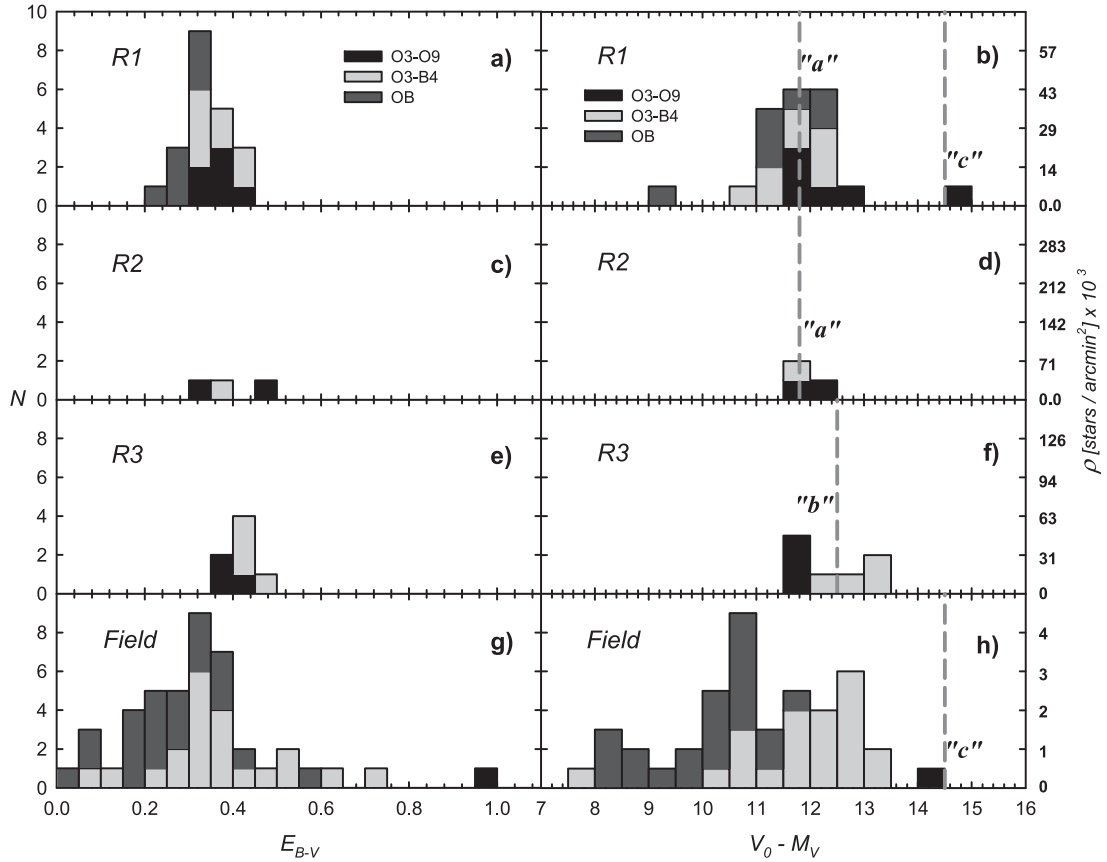 10
8
6
4
2
0
R1
a)
O3-O9
O3-B4
OB
R1
"a"
b)
O3-O9
O3-B4
OB
"c"
57
43
29
14
0.0
8
6
4
2
0
R2
c)
R2
d)
"a"
283
212
142
71
0.0
N
ρ [stars / arcmin²] x 10³
8
6
4
2
0
R3
e)
R3
f)
"b"
126
94
63
31
0
8
6
4
2
0
Field
g)
Field
h)
"c"
4
3
2
1
0
0.0 0.2 0.4 0.6 0.8 1.0
7 8 9 10 11 12 13 14 15 16
E_{B-V}
V₀ - M_V